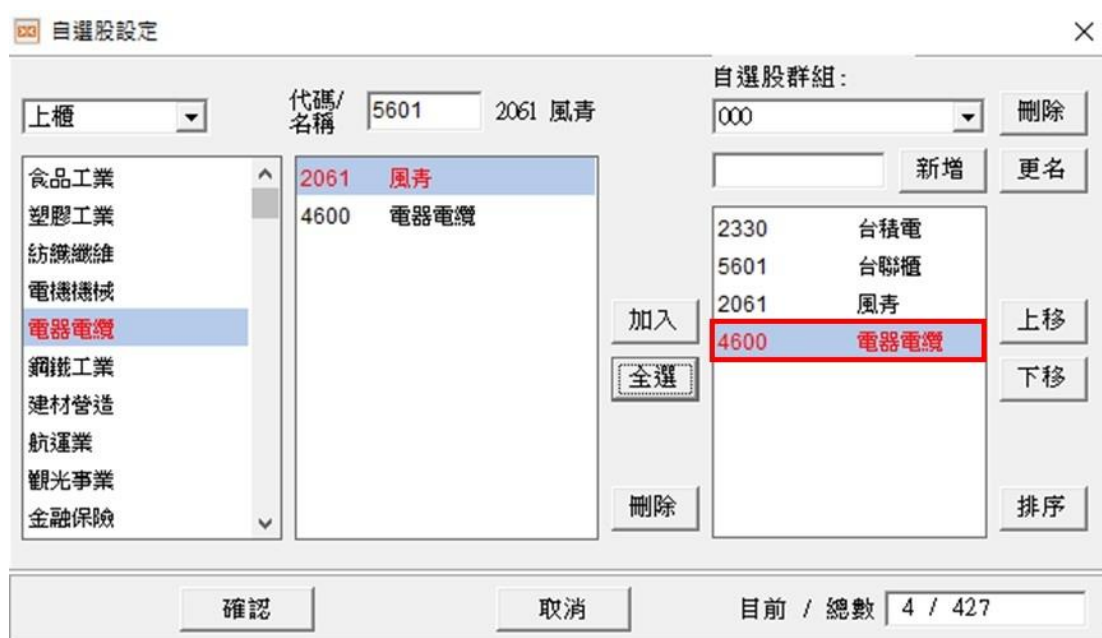 自選股設定
自選股群組:
上櫃
代碼/
名稱
5601
2061 風青
000
刪除
新增
更名
食品工業
塑膠工業
紡織纖維
電機機械
電器電纜
鋼鐵工業
建材營造
航運業
觀光事業
金融保險
2061 風青
4600 電器電纜
加入
全選
刪除
2330 台積電
5601 台聯櫃
2061 風青
4600 電器電纜
上移
下移
排序
確認
取消
目前 / 總數 4 / 427